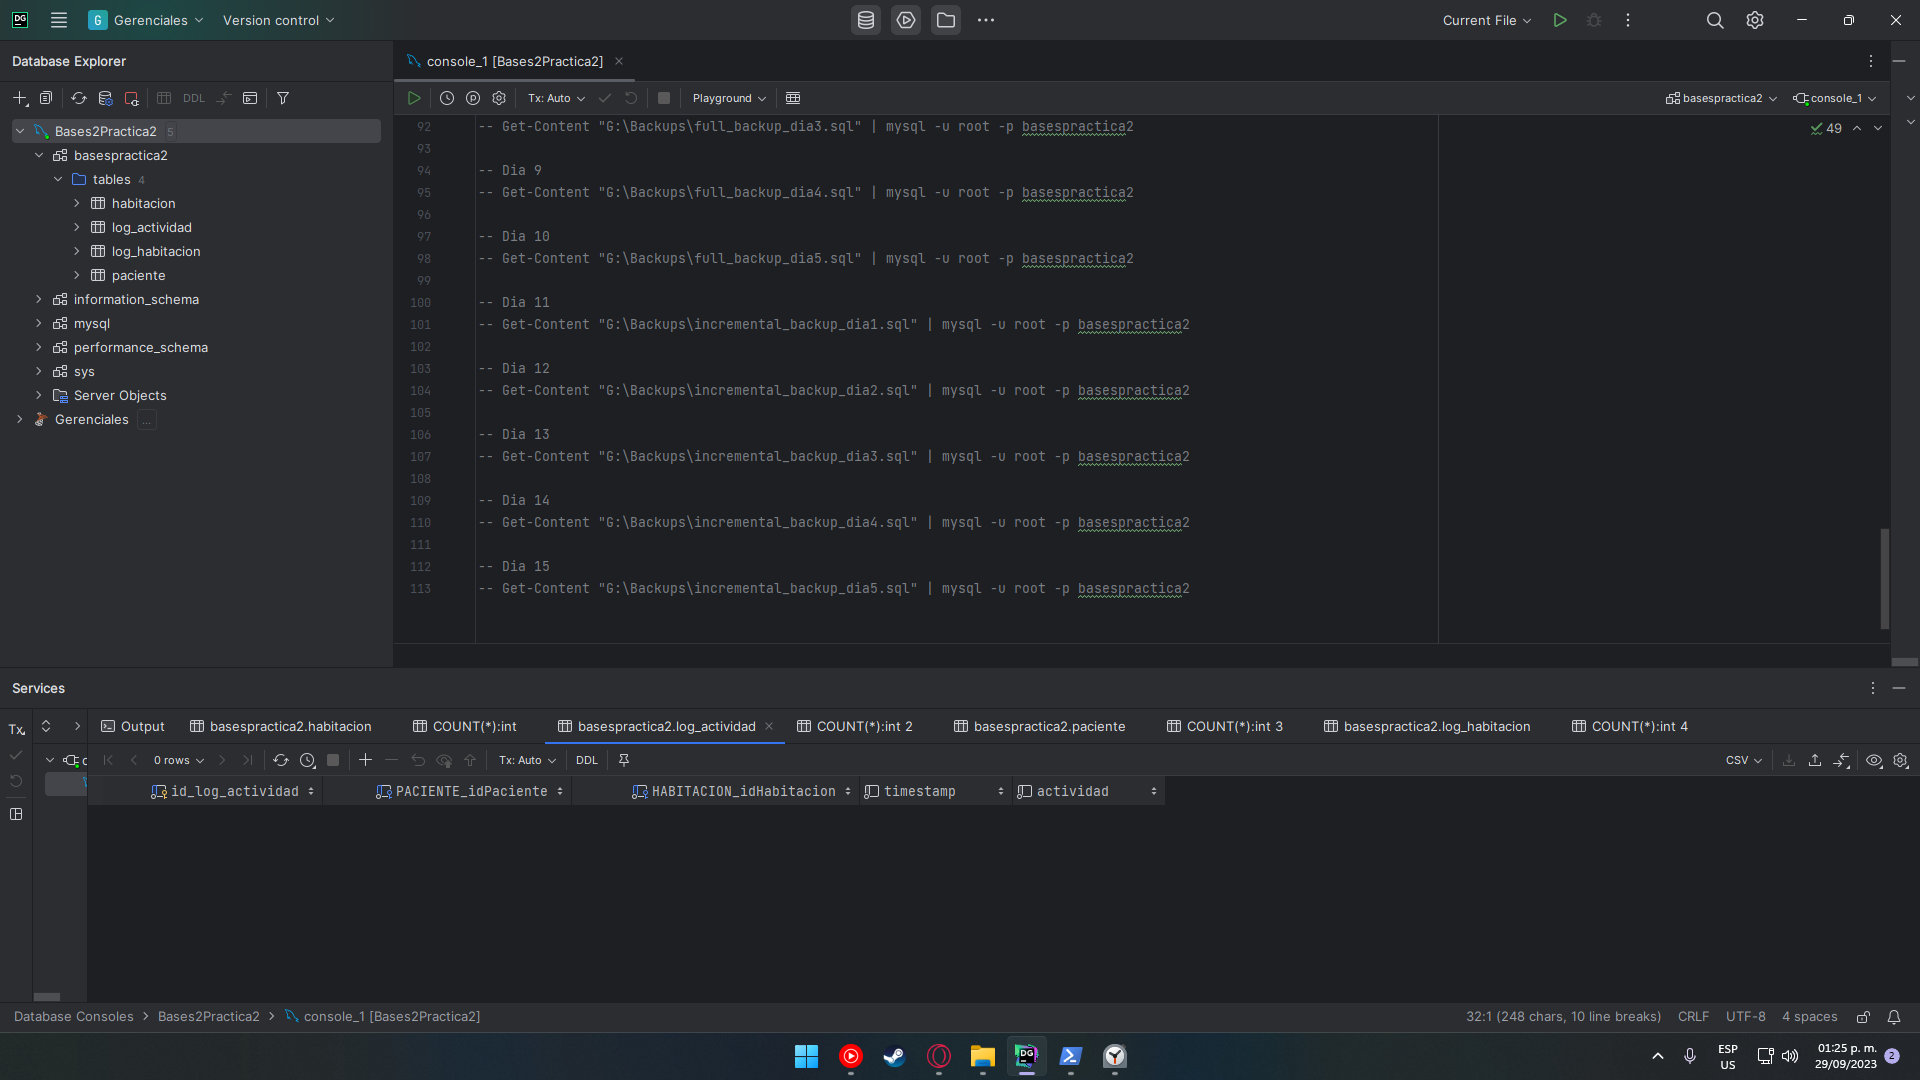 DG
G Gerenciales
Version control
Current File
Database Explorer
console_1 [Bases2Practica2]
DDL
Tx: Auto
Playground
basespractica2
console_1
Bases2Practica2 5
basespractica2
tables 4
habitacion
log_actividad
log_habitacion
paciente
information_schema
mysql
performance_schema
sys
Server Objects
Gerenciales ...
49
92 -- Get-Content "G:\Backups\full_backup_dia3.sql" | mysql -u root -p basespractica2
93
94 -- Dia 9
95 -- Get-Content "G:\Backups\full_backup_dia4.sql" | mysql -u root -p basespractica2
96
97 -- Dia 10
98 -- Get-Content "G:\Backups\full_backup_dia5.sql" | mysql -u root -p basespractica2
99
100 -- Dia 11
101 -- Get-Content "G:\Backups\incremental_backup_dia1.sql" | mysql -u root -p basespractica2
102
103 -- Dia 12
104 -- Get-Content "G:\Backups\incremental_backup_dia2.sql" | mysql -u root -p basespractica2
105
106 -- Dia 13
107 -- Get-Content "G:\Backups\incremental_backup_dia3.sql" | mysql -u root -p basespractica2
108
109 -- Dia 14
110 -- Get-Content "G:\Backups\incremental_backup_dia4.sql" | mysql -u root -p basespractica2
111
112 -- Dia 15
113 -- Get-Content "G:\Backups\incremental_backup_dia5.sql" | mysql -u root -p basespractica2
Services
Tx
Output
basespractica2.habitacion
COUNT(*):int
basespractica2.log_actividad
COUNT(*):int 2
basespractica2.paciente
COUNT(*):int 3
basespractica2.log_habitacion
COUNT(*):int 4
0 rows
Tx: Auto
DDL
CSV
id_log_actividad
PACIENTE_idPaciente
HABITACION_idHabitacion
timestamp
actividad
Database Consoles > Bases2Practica2 > console_1 [Bases2Practica2]
32:1 (248 chars, 10 line breaks)
CRLF
UTF-8
4 spaces
DG
ESP
US
01:25 p. m.
29/09/2023
2